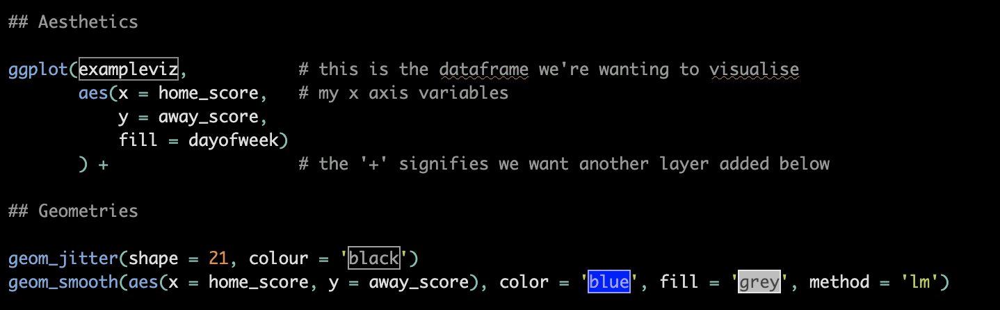 ## Aesthetics
ggplot(exampleviz,            # this is the dataframe we're wanting to visualise
       aes(x = home_score,   # my x axis variables
           y = away_score,
           fill = dayofweek)
       ) +                   # the '+' signifies we want another layer added below
## Geometries
geom_jitter(shape = 21, colour = 'black')
geom_smooth(aes(x = home_score, y = away_score), color = 'blue', fill = 'grey', method = 'lm')